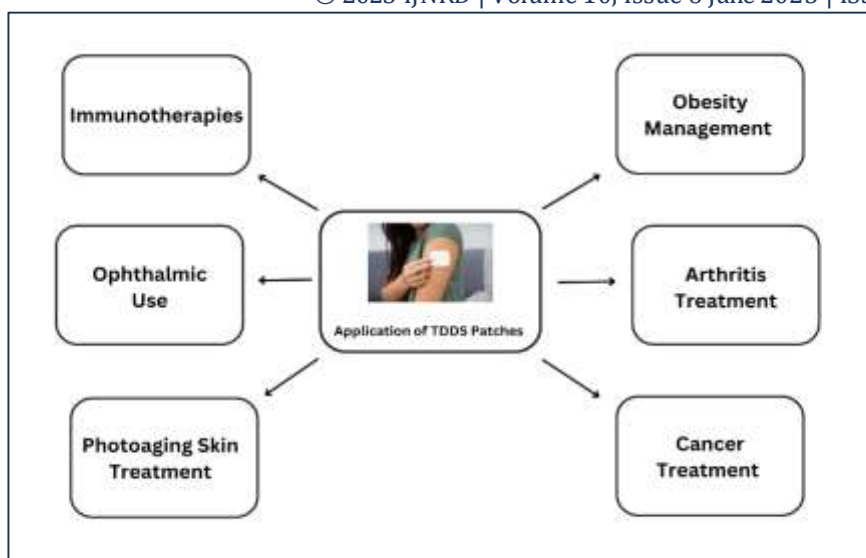 Immunotherapies
Obesity
Management
Ophthalmic
Use
Application of TDDS Patches
Arthritis
Treatment
Photoaging Skin
Treatment
Cancer
Treatment